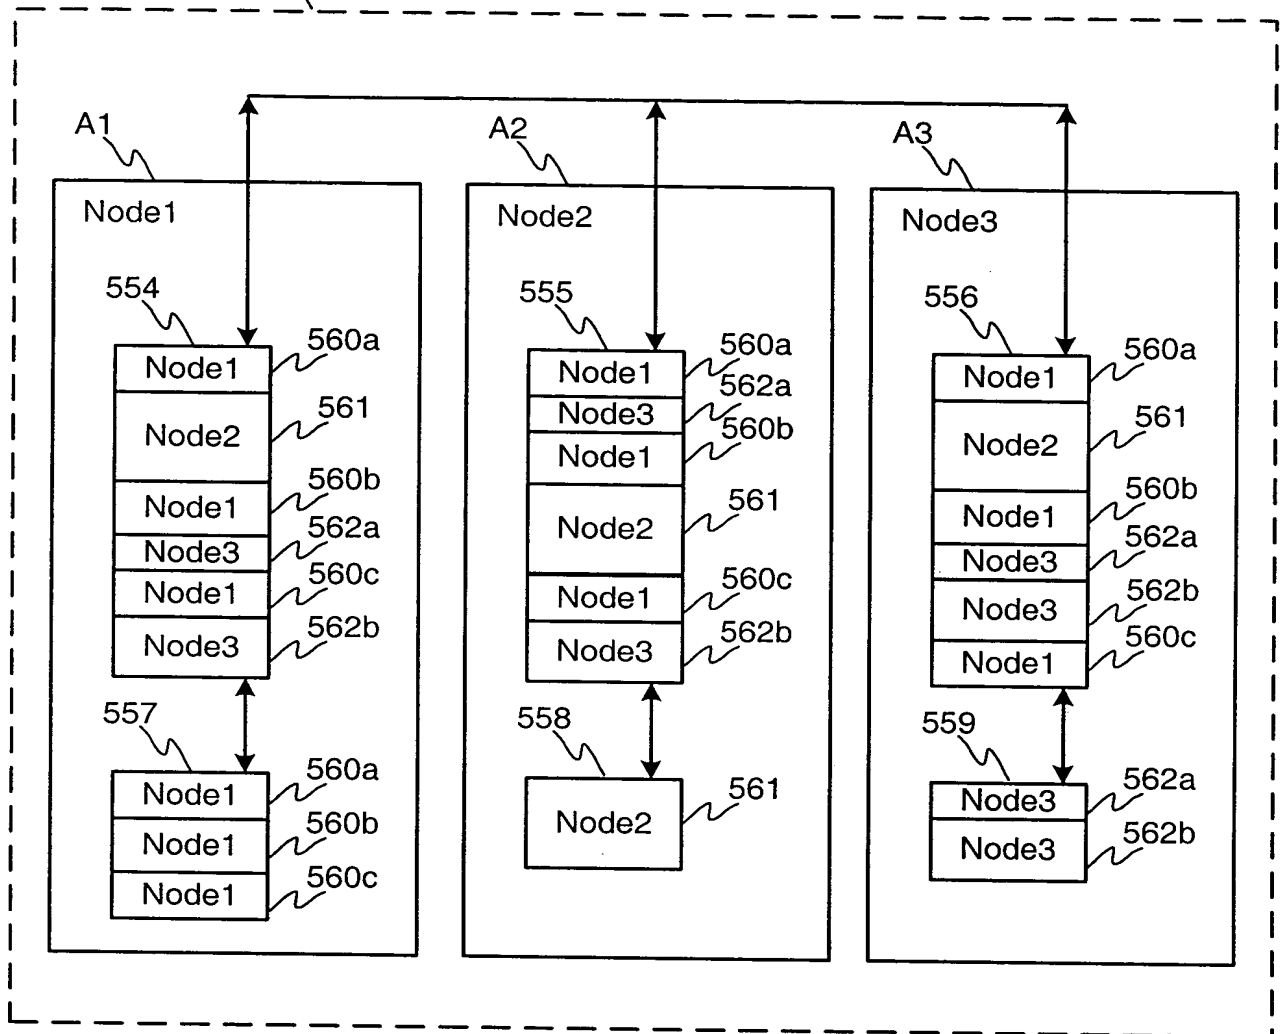 A1
Node1
554
Node1 560a
Node2 561
Node1 560b
Node3 562a
Node1 560c
Node3 562b
557
Node1 560a
Node1 560b
Node1 560c
A2
Node2
555
Node1 560a
Node3 562a
Node1 560b
Node2 561
Node1 560c
Node3 562b
558
Node2 561
A3
Node3
556
Node1 560a
Node2 561
Node1 560b
Node3 562a
Node3 562b
Node1 560c
559
Node3 562a
Node3 562b